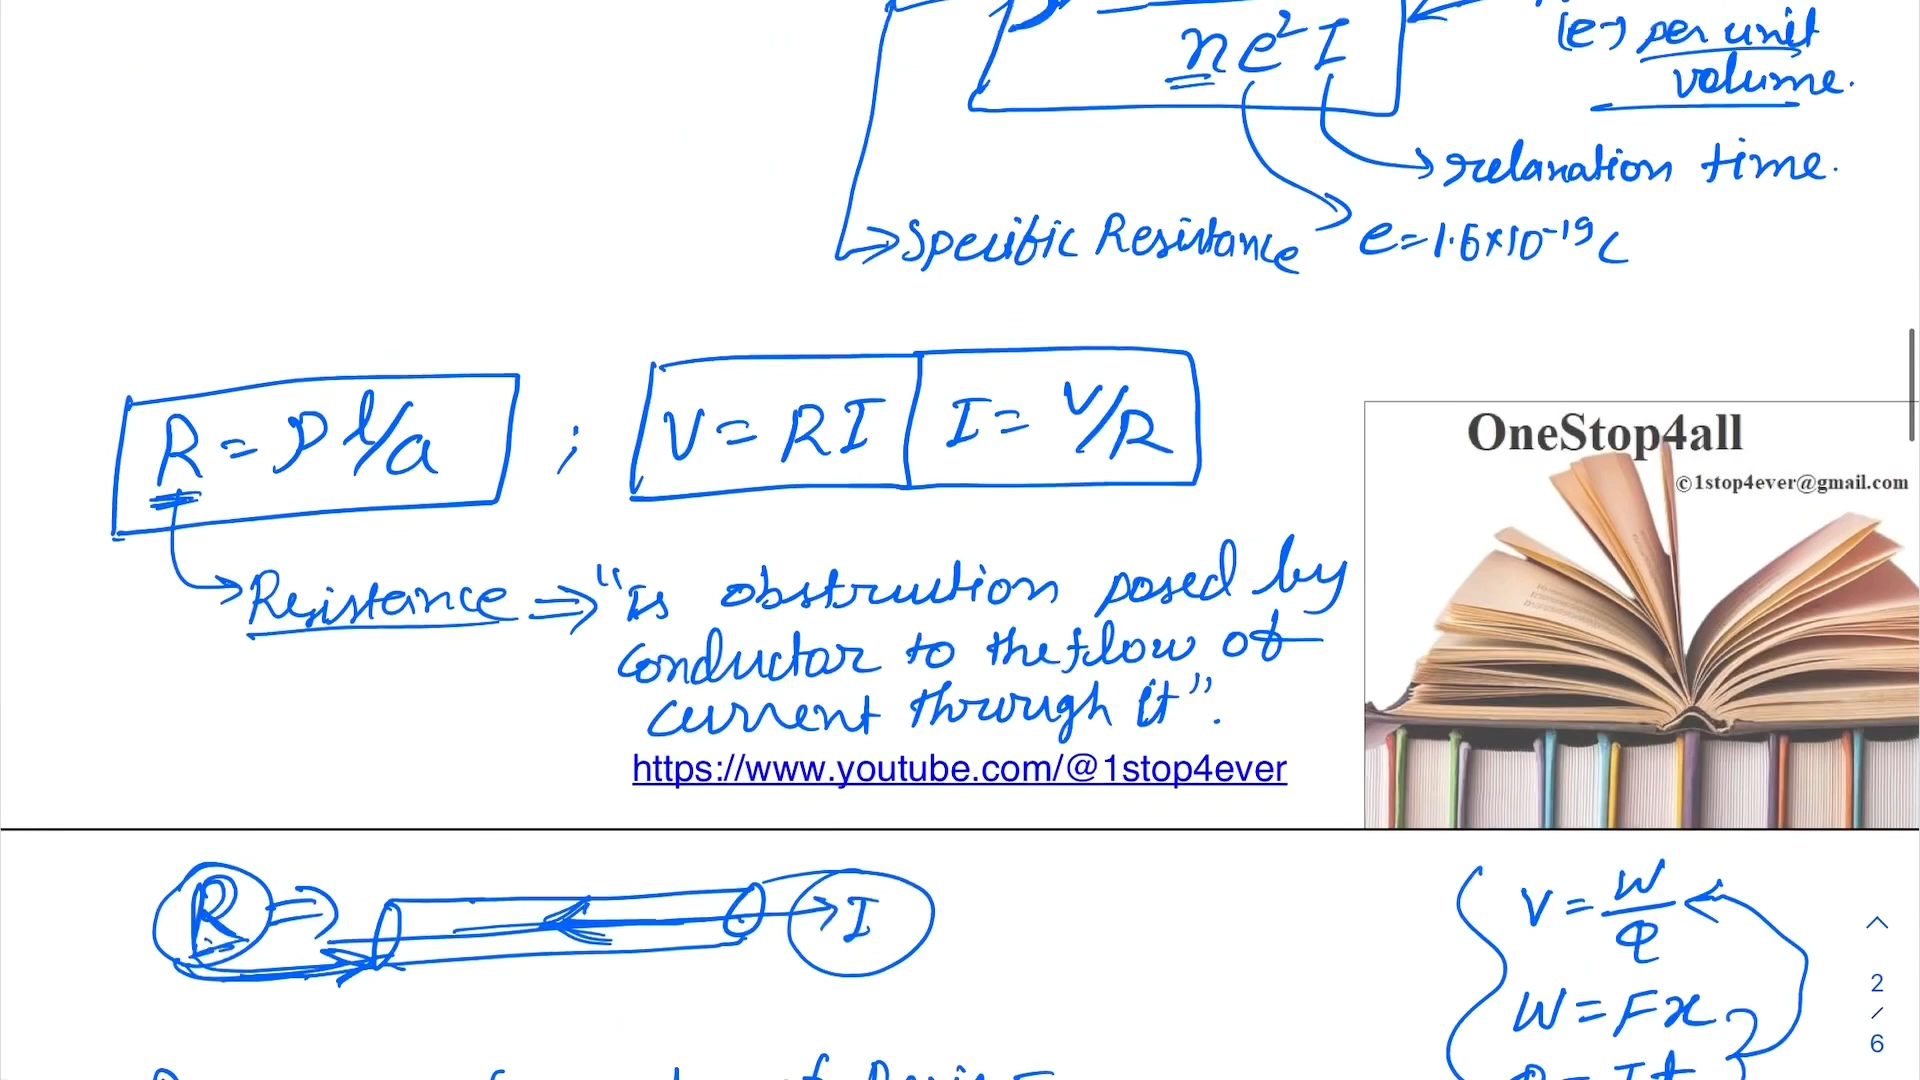 (e-) per unit
volume.
n e² I
relaxation time.
Specific Resistance
e=1.6×10⁻¹⁹C
R = ρ l/a ; V = RI I = V/R
OneStop4all
©1stop4ever@gmail.com
Resistance ⇒ "Is obstruction posed by
conductor to the flow of
current through it".
https://www.youtube.com/@1stop4ever
R
I
V = W/Q
W = Fx
2
/
6